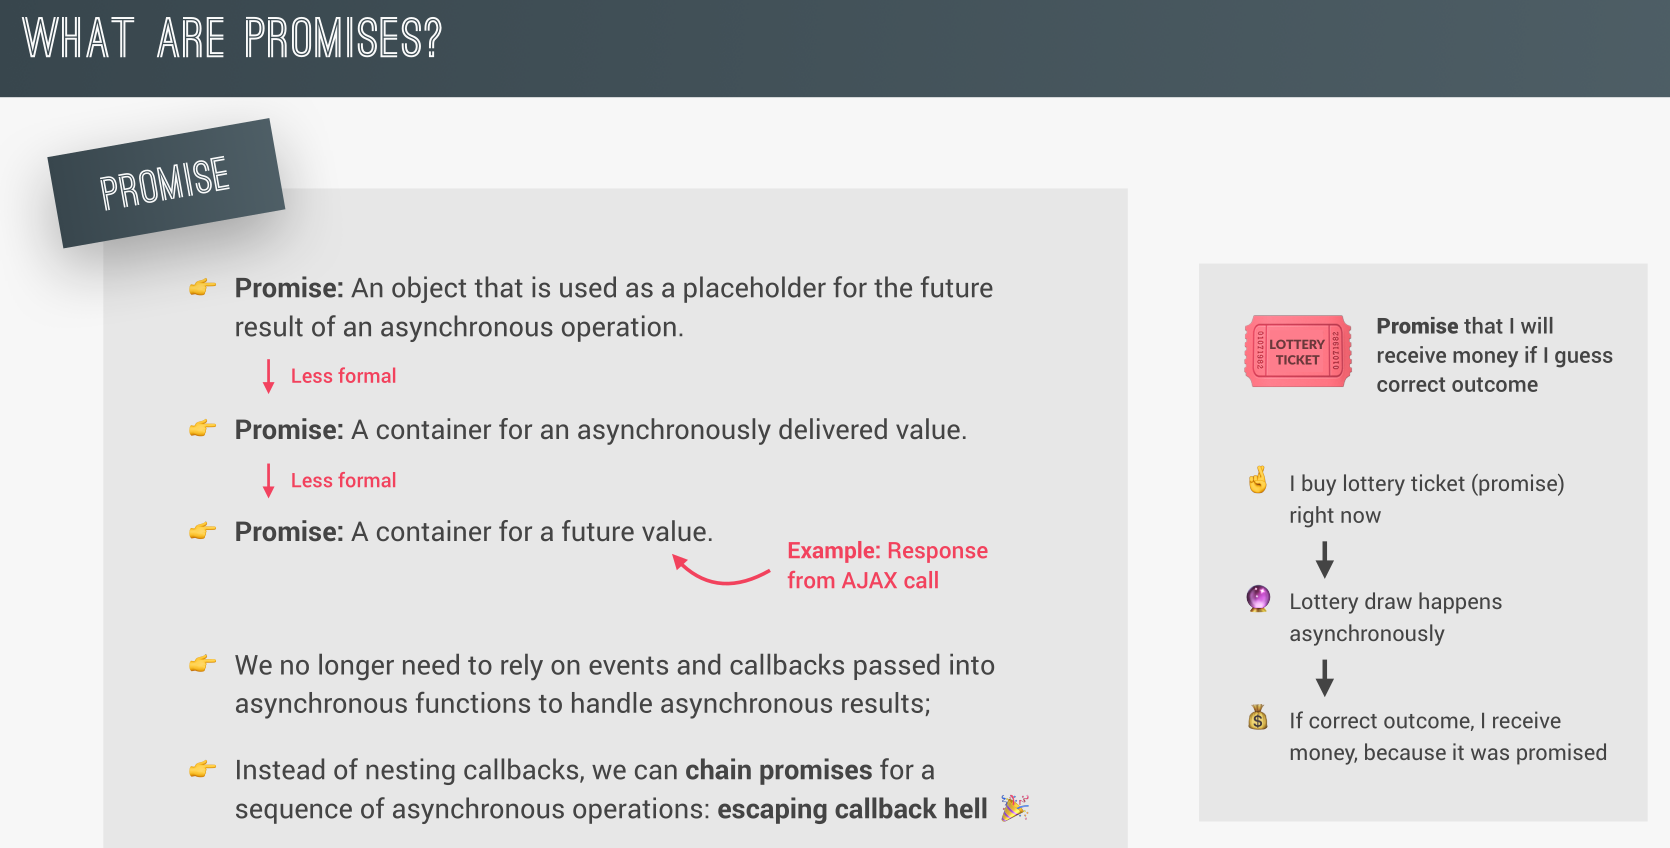 WHAT ARE PROMISES?
PROMISE
Promise: An object that is used as a placeholder for the future
result of an asynchronous operation.
Less formal
Promise: A container for an asynchronously delivered value.
Less formal
Promise: A container for a future value.
Example: Response
from AJAX call
We no longer need to rely on events and callbacks passed into
asynchronous functions to handle asynchronous results;
Instead of nesting callbacks, we can chain promises for a
sequence of asynchronous operations: escaping callback hell
LOTTERY
TICKET
01071982
01071982
Promise that I will
receive money if I guess
correct outcome
I buy lottery ticket (promise)
right now
Lottery draw happens
asynchronously
If correct outcome, I receive
money, because it was promised